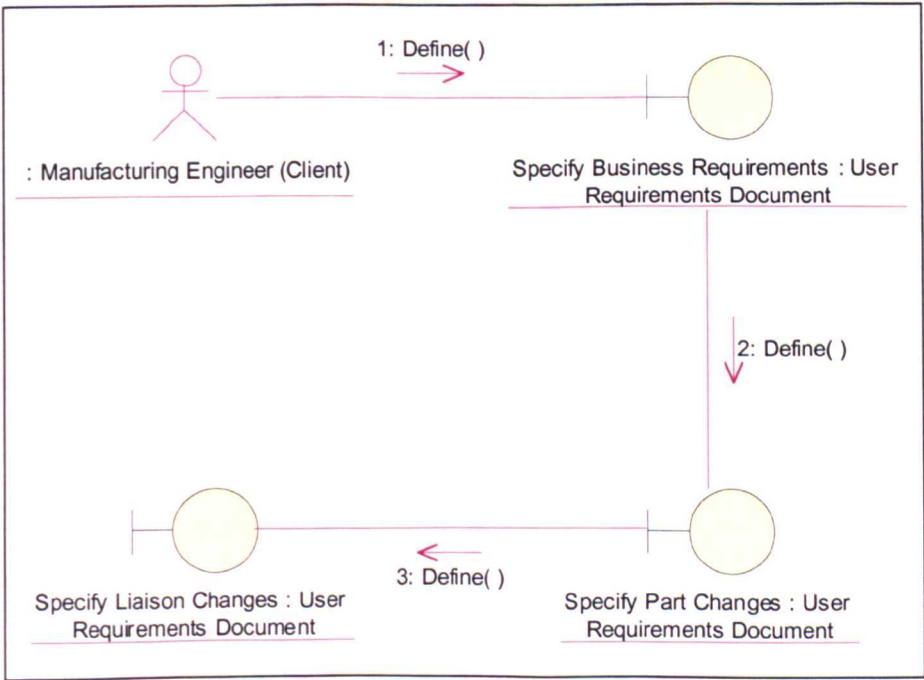 1: Define( )
: Manufacturing Engineer (Client)
Specify Business Requirements : User
Requirements Document
2: Define( )
3: Define( )
Specify Liaison Changes : User
Requirements Document
Specify Part Changes : User
Requirements Document